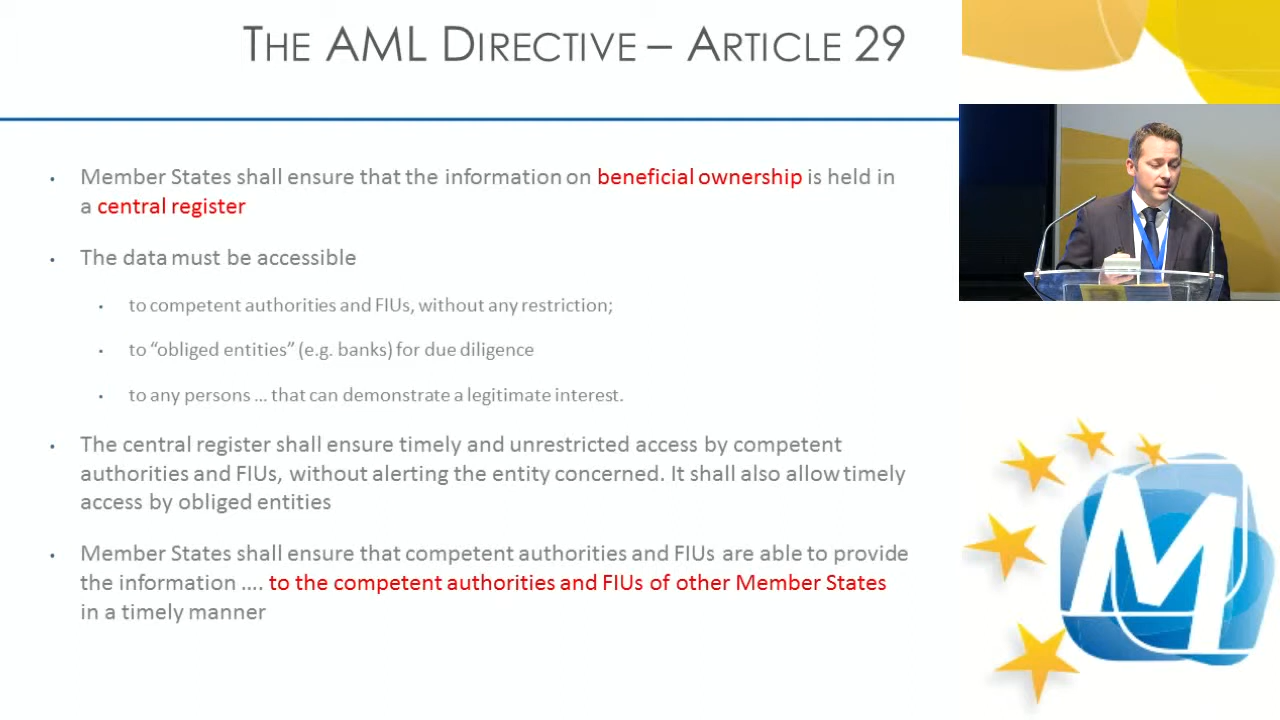 THE AML DIRECTIVE – ARTICLE 29
• Member States shall ensure that the information on beneficial ownership is held in
a central register
• The data must be accessible
• to competent authorities and FIUs, without any restriction;
• to “obliged entities” (e.g. banks) for due diligence
• to any persons … that can demonstrate a legitimate interest.
• The central register shall ensure timely and unrestricted access by competent
authorities and FIUs, without alerting the entity concerned. It shall also allow timely
access by obliged entities
• Member States shall ensure that competent authorities and FIUs are able to provide
the information …. to the competent authorities and FIUs of other Member States
in a timely manner
M